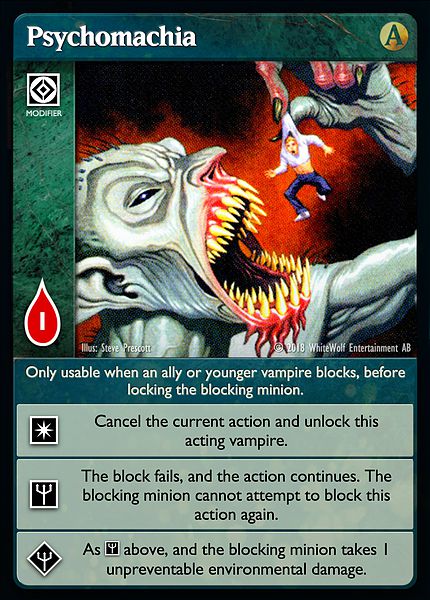 Psychomachia
A
MODIFIER
1
Illus: Steve Prescott
© 2018 WhiteWolf Entertainment AB
Only usable when an ally or younger vampire blocks, before
locking the blocking minion.
Cancel the current action and unlock this
acting vampire.
The block fails, and the action continues. The
blocking minion cannot attempt to block this
action again.
As above, and the blocking minion takes 1
unpreventable environmental damage.